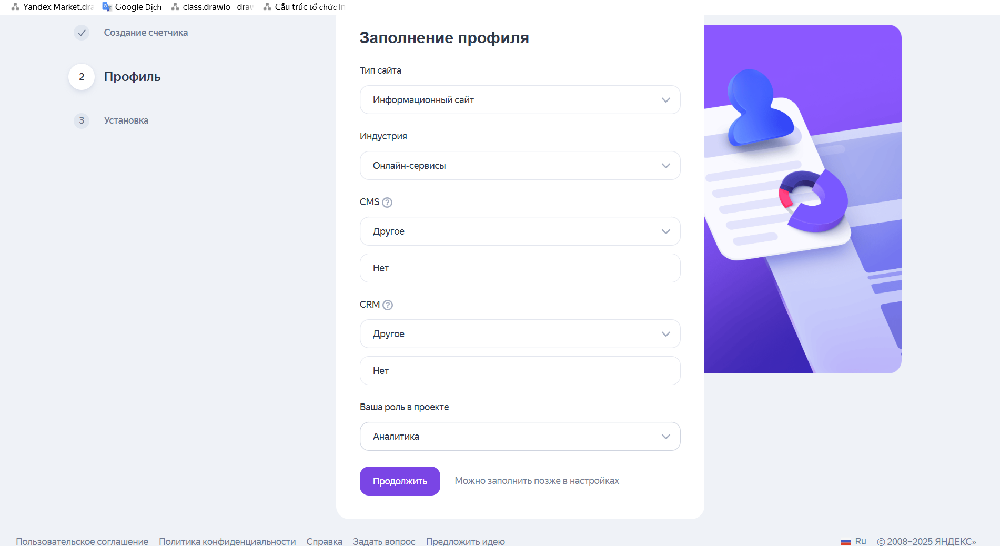 Yandex Market.dra
Google Dịch
class.drawio - draw
Cấu trúc tổ chức In
Создание счетчика
2 Профиль
3 Установка
Заполнение профиля
Тип сайта
Информационный сайт
Индустрия
Онлайн-сервисы
CMS ?
Другое
Нет
CRM ?
Другое
Нет
Ваша роль в проекте
Аналитика
Продолжить
Можно заполнить позже в настройках
Пользовательское соглашение Политика конфиденциальности Справка Задать вопрос Предложить идею Ru © 2008–2025 ЯНДЕКС»